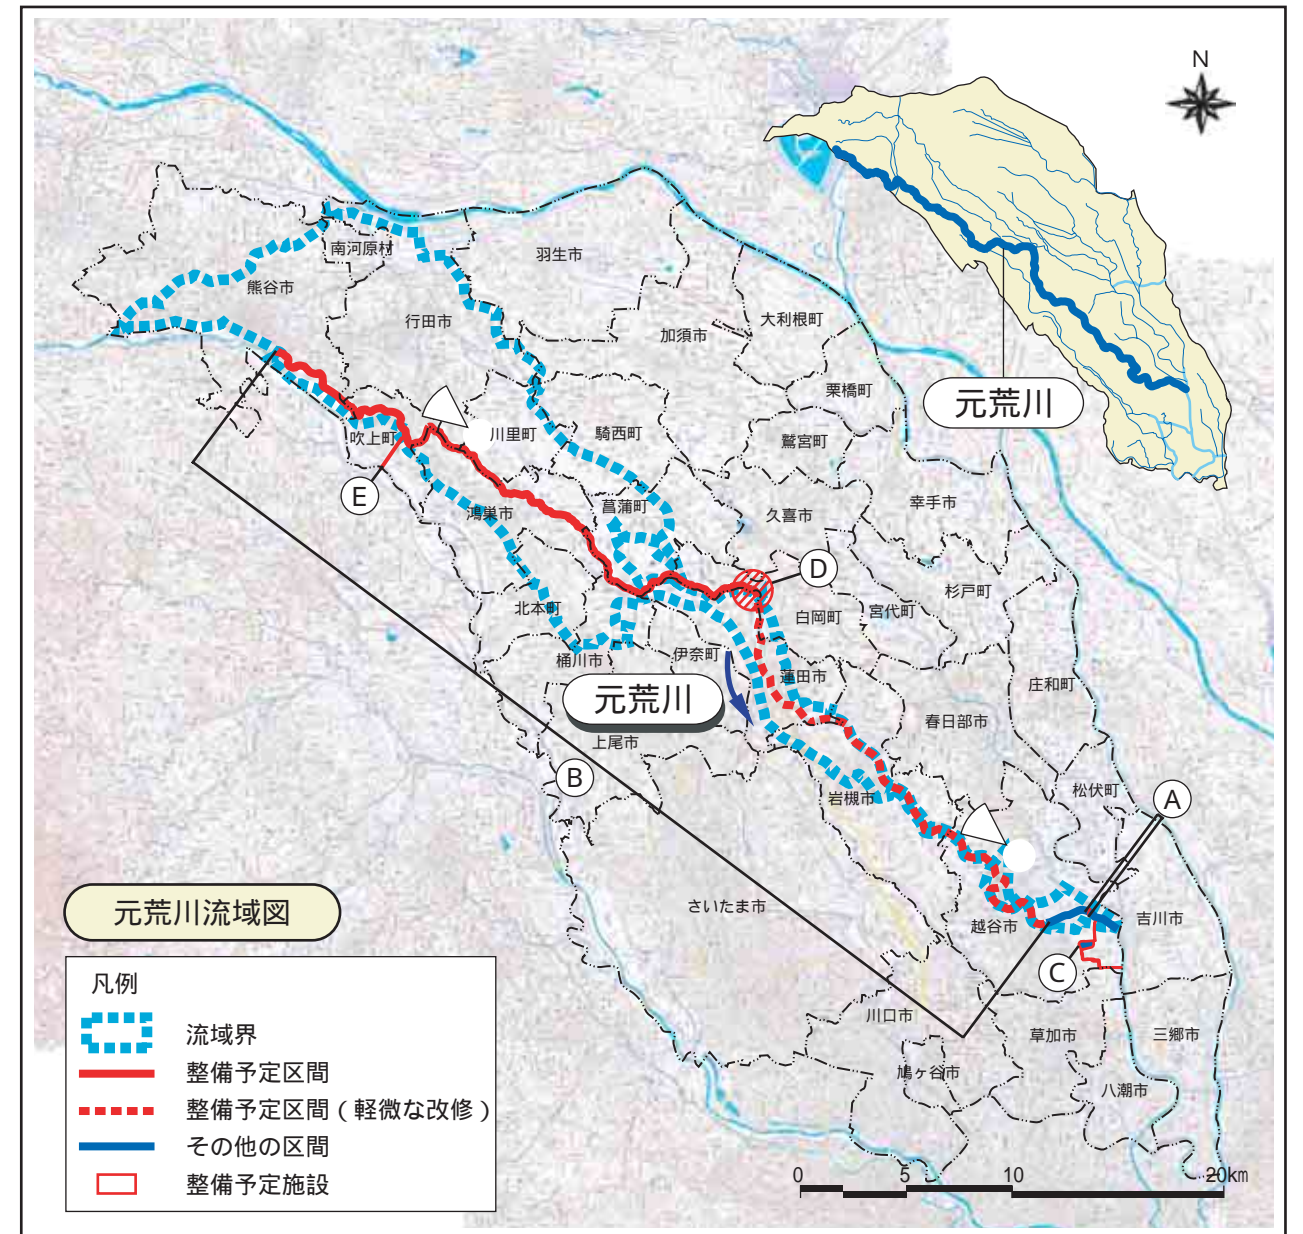 N
南河原村
羽生市
熊谷市
行田市
大利根町
加須市
栗橋町
元荒川
吹上町
川里町
騎西町
鷲宮町
E
鴻巣市
菖蒲町
久喜市
幸手市
D
北本町
白岡町
宮代町
杉戸町
桶川市
伊奈町
蓮田市
庄和町
元荒川
上尾市
春日部市
B
岩槻市
松伏町
A
さいたま市
越谷市
吉川市
C
川口市
草加市
三郷市
鳩ヶ谷市
八潮市
元荒川流域図
凡例
流域界
整備予定区間
整備予定区間（軽微な改修）
その他の区間
整備予定施設
0 5 10 20km